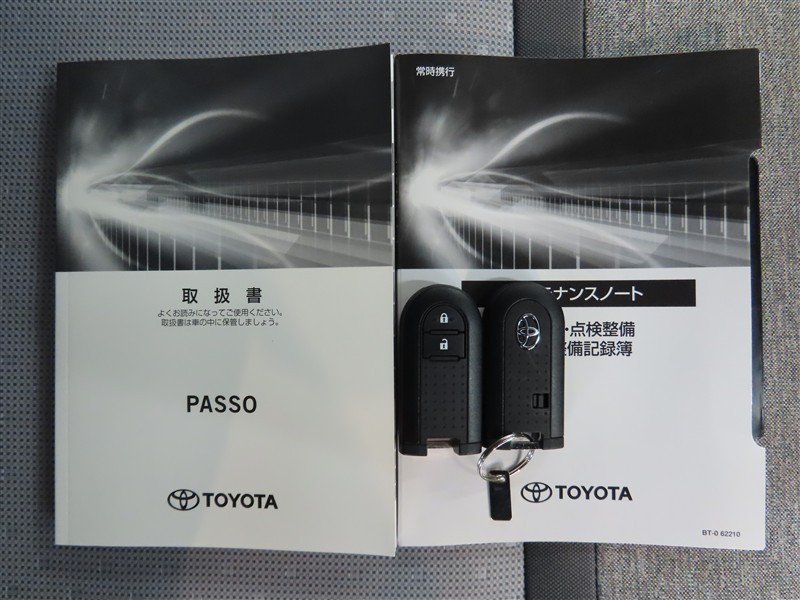 取扱書
よくお読みになってご使用ください。
取扱書は車の中に保管しましょう。
PASSO
TOYOTA
常時携行
テナンスノート
・点検整備
備記録簿
TOYOTA
BT-0 62210